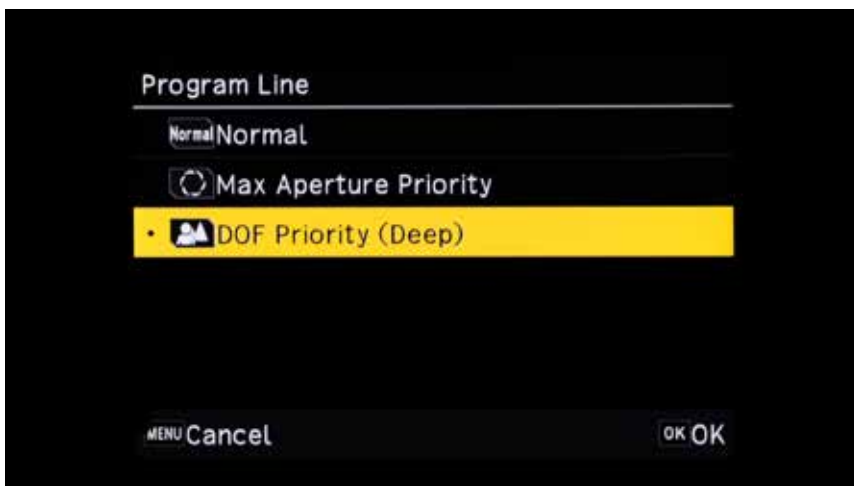 Program Line
Normal Normal
Max Aperture Priority
• DOF Priority (Deep)
MENU Cancel
OK OK